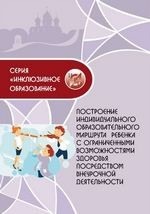 СЕРИЯ
«ИНКЛЮЗИВНОЕ
ОБРАЗОВАНИЕ»
ПОСТРОЕНИЕ
ИНДИВИДУАЛЬНОГО
ОБРАЗОВАТЕЛЬНОГО
МАРШРУТА РЕБЕНКА
С ОГРАНИЧЕННЫМИ
ВОЗМОЖНОСТЯМИ
ЗДОРОВЬЯ
ПОСРЕДСТВОМ
ВНЕУРОЧНОЙ
ДЕЯТЕЛЬНОСТИ